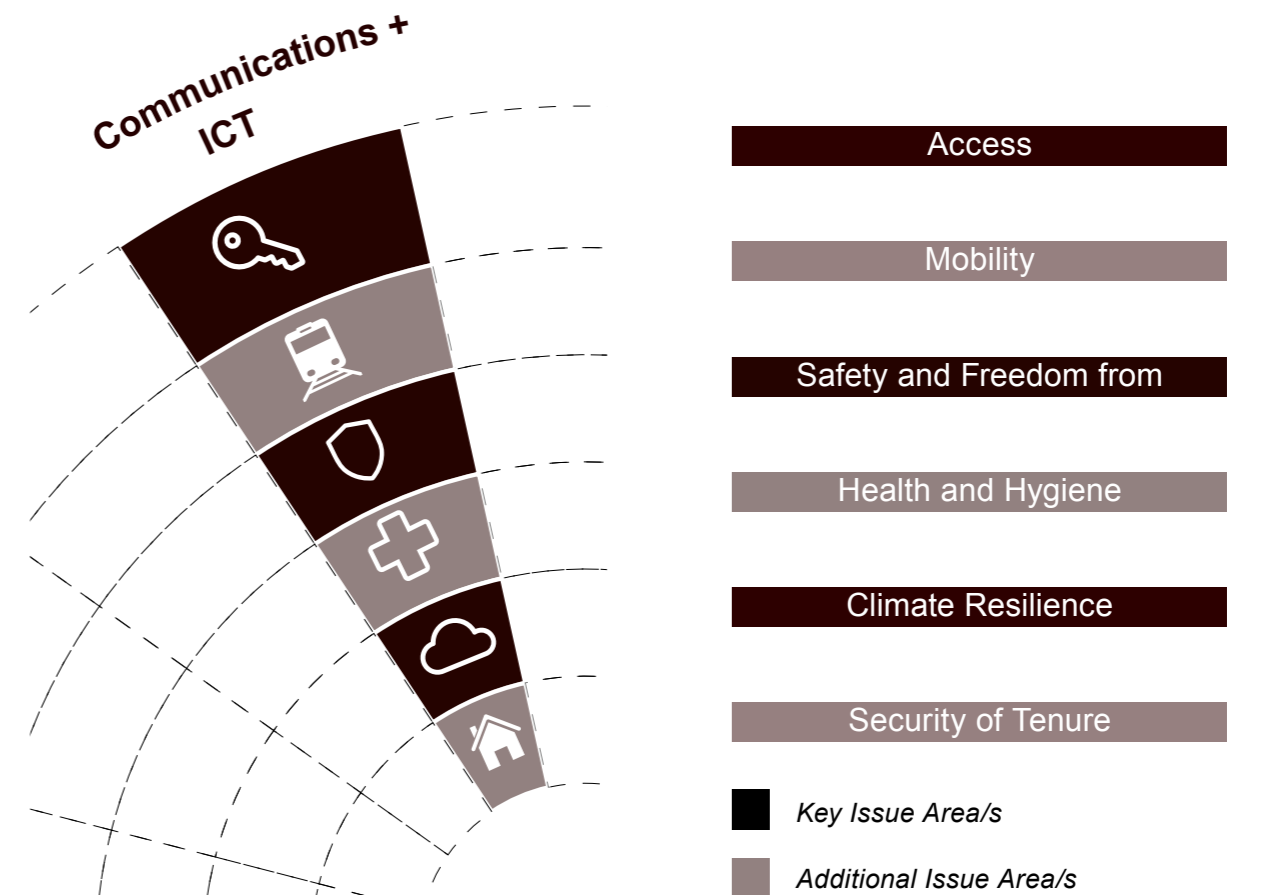 Communications +
ICT
Access
Mobility
Safety and Freedom from
Health and Hygiene
Climate Resilience
Security of Tenure
Key Issue Area/s
Additional Issue Area/s